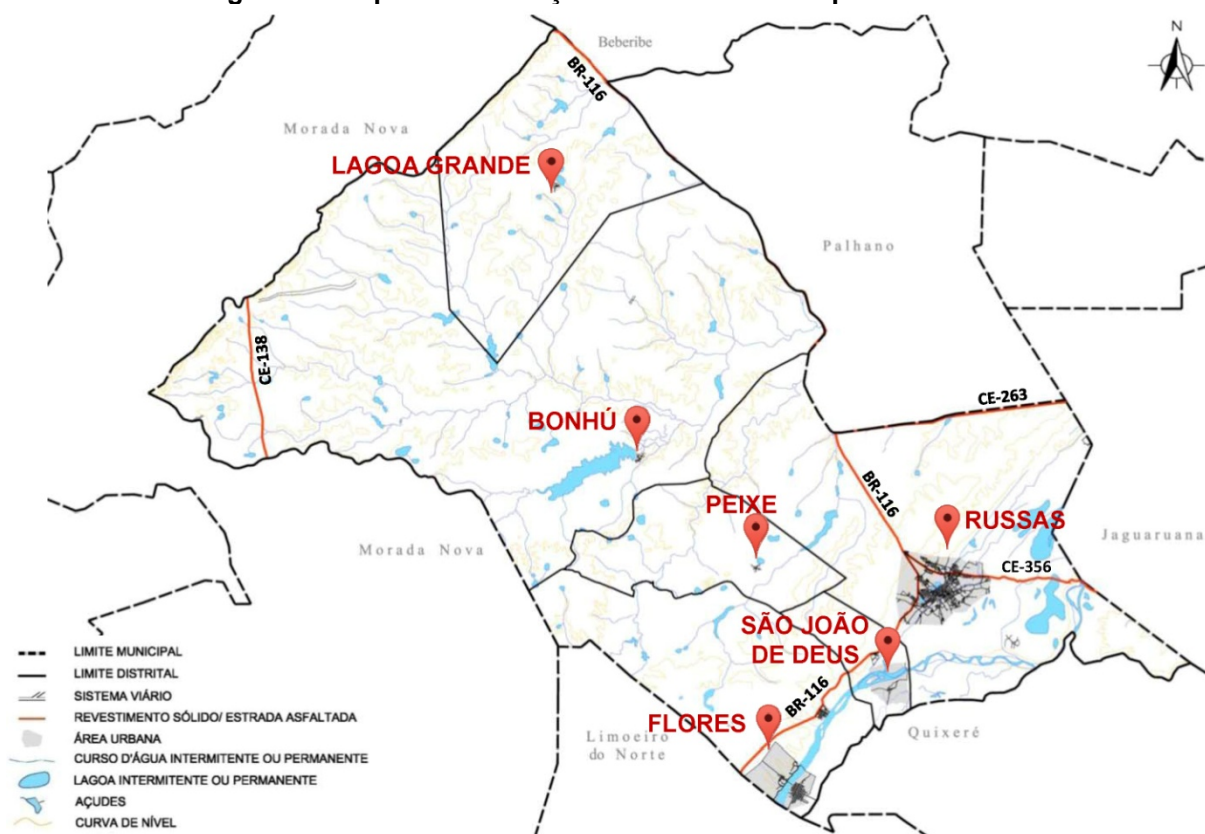 N
Beberibe
BR-116
Morada Nova
LAGOA GRANDE
Palhano
CE-138
CE-263
BONHÚ
BR-116
PEIXE
RUSSAS
Jaguaruana
Morada Nova
CE-356
SÃO JOÃO
DE DEUS
BR-116
FLORES
Quixeré
Limoeiro
do Norte
LIMITE MUNICIPAL
LIMITE DISTRITAL
SISTEMA VIÁRIO
REVESTIMENTO SÓLIDO/ ESTRADA ASFALTADA
ÁREA URBANA
CURSO D'ÁGUA INTERMITENTE OU PERMANENTE
LAGOA INTERMITENTE OU PERMANENTE
AÇUDES
CURVA DE NÍVEL